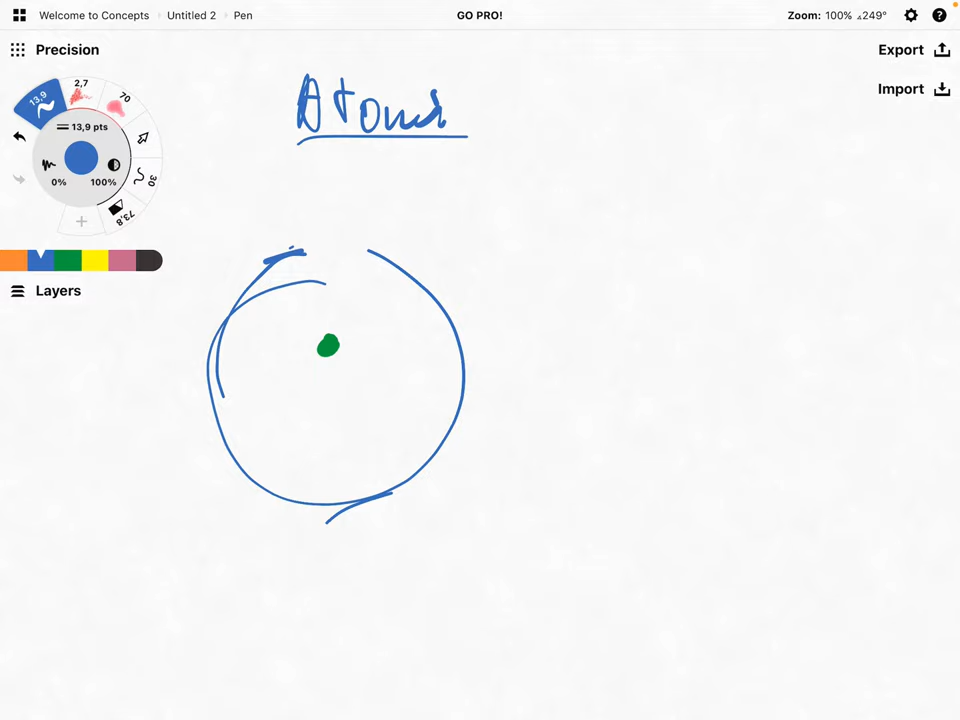 Welcome to Concepts › Untitled 2 › Pen
GO PRO!
Zoom: 100% ⊿249°
Precision
Export
Import
2,7
13,9
70
13,9 pts
0%
100%
30
73,8
Layers